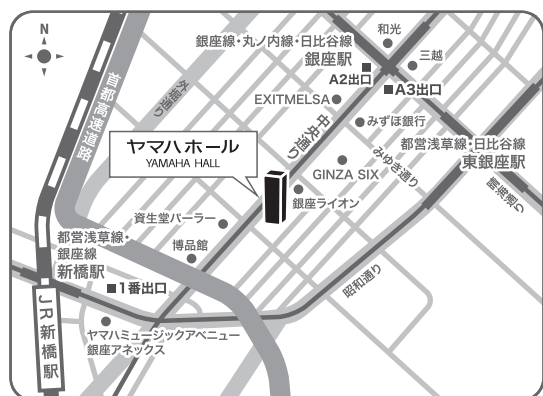 N
銀座線・丸ノ内線・日比谷線
銀座駅
和光
三越
A2出口
A3出口
EXITMELSA
みずほ銀行
外堀通り
首都高速道路
中央通り
都営浅草線・日比谷線
東銀座駅
ヤマハホール
YAMAHA HALL
GINZA SIX
みゆき通り
晴海通り
銀座ライオン
資生堂パーラー
博品館
都営浅草線・
銀座線
新橋駅
1番出口
昭和通り
JR新橋駅
ヤマハミュージックアベニュー
銀座アネックス